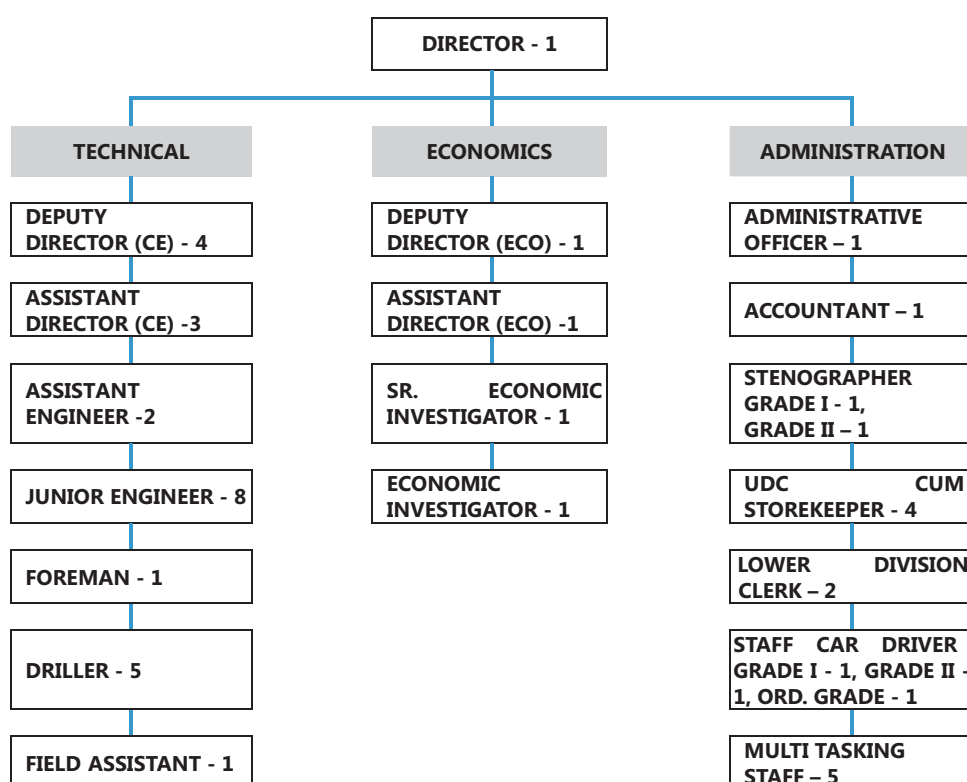 DIRECTOR - 1
TECHNICAL
DEPUTY
DIRECTOR (CE) - 4
ASSISTANT
DIRECTOR (CE) -3
ASSISTANT
ENGINEER -2
JUNIOR ENGINEER - 8
FOREMAN - 1
DRILLER - 5
FIELD ASSISTANT - 1
ECONOMICS
DEPUTY
DIRECTOR (ECO) - 1
ASSISTANT
DIRECTOR (ECO) -1
SR. ECONOMIC
INVESTIGATOR - 1
ECONOMIC
INVESTIGATOR - 1
ADMINISTRATION
ADMINISTRATIVE
OFFICER – 1
ACCOUNTANT – 1
STENOGRAPHER
GRADE I - 1,
GRADE II – 1
UDC CUM
STOREKEEPER - 4
LOWER DIVISION
CLERK – 2
STAFF CAR DRIVER
GRADE I - 1, GRADE II -
1, ORD. GRADE - 1
MULTI TASKING
STAFF – 5